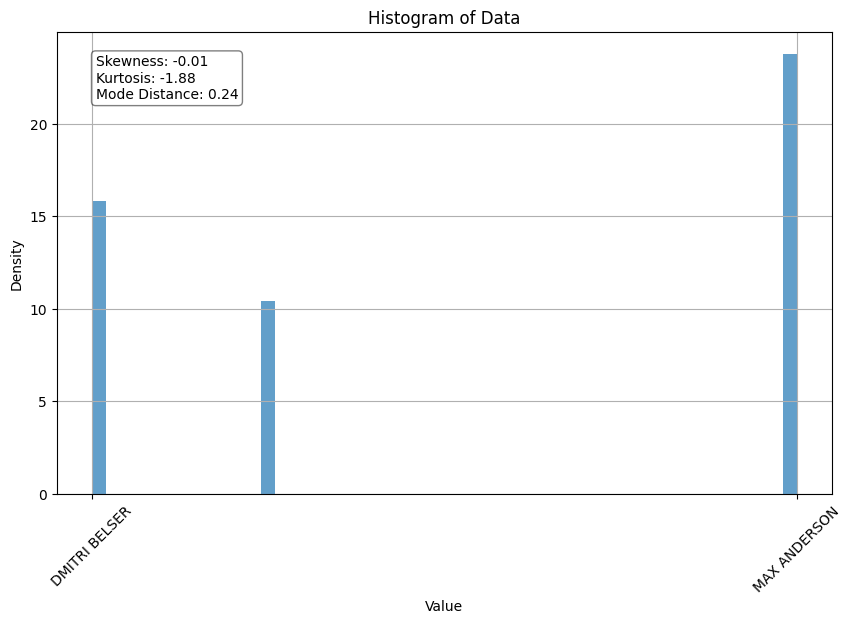 Histogram of Data
Skewness: -0.01
Kurtosis: -1.88
Mode Distance: 0.24
20
15
10
5
0
Density
DMITRI BELSER
MAX ANDERSON
Value